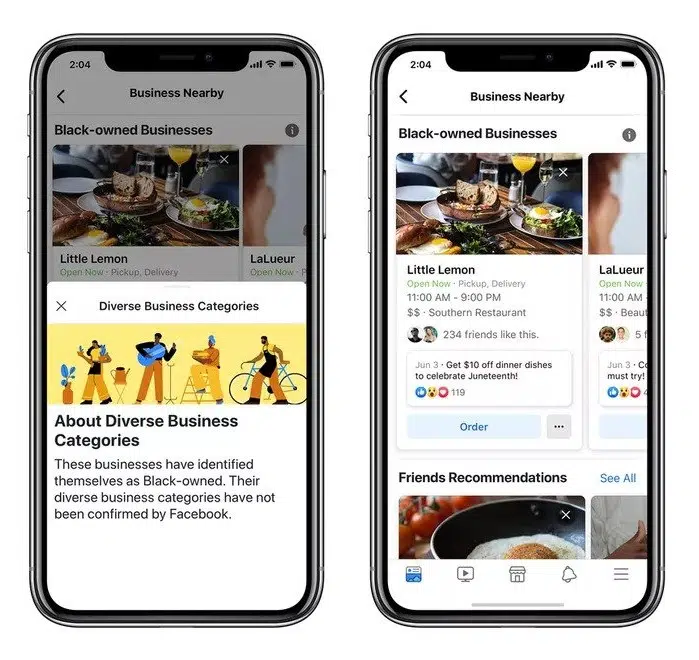 2:04
Business Nearby
Black-owned Businesses
Little Lemon
Open Now · Pickup, Delivery
LaLueur
Open Now · P
Diverse Business Categories
About Diverse Business
Categories
These businesses have identified
themselves as Black-owned. Their
diverse business categories have not
been confirmed by Facebook.
2:04
Business Nearby
Black-owned Businesses
Little Lemon
Open Now · Pickup, Delivery
11:00 AM - 9:00 PM
$$ · Southern Restaurant
234 friends like this.
Jun 3 · Get $10 off dinner dishes
to celebrate Juneteenth!
119
Order
LaLueur
Open Now · P
11:00 AM
$$ · Beaut
5 f
Jun 3 · Co
must try!
4
Friends Recommendations
See All